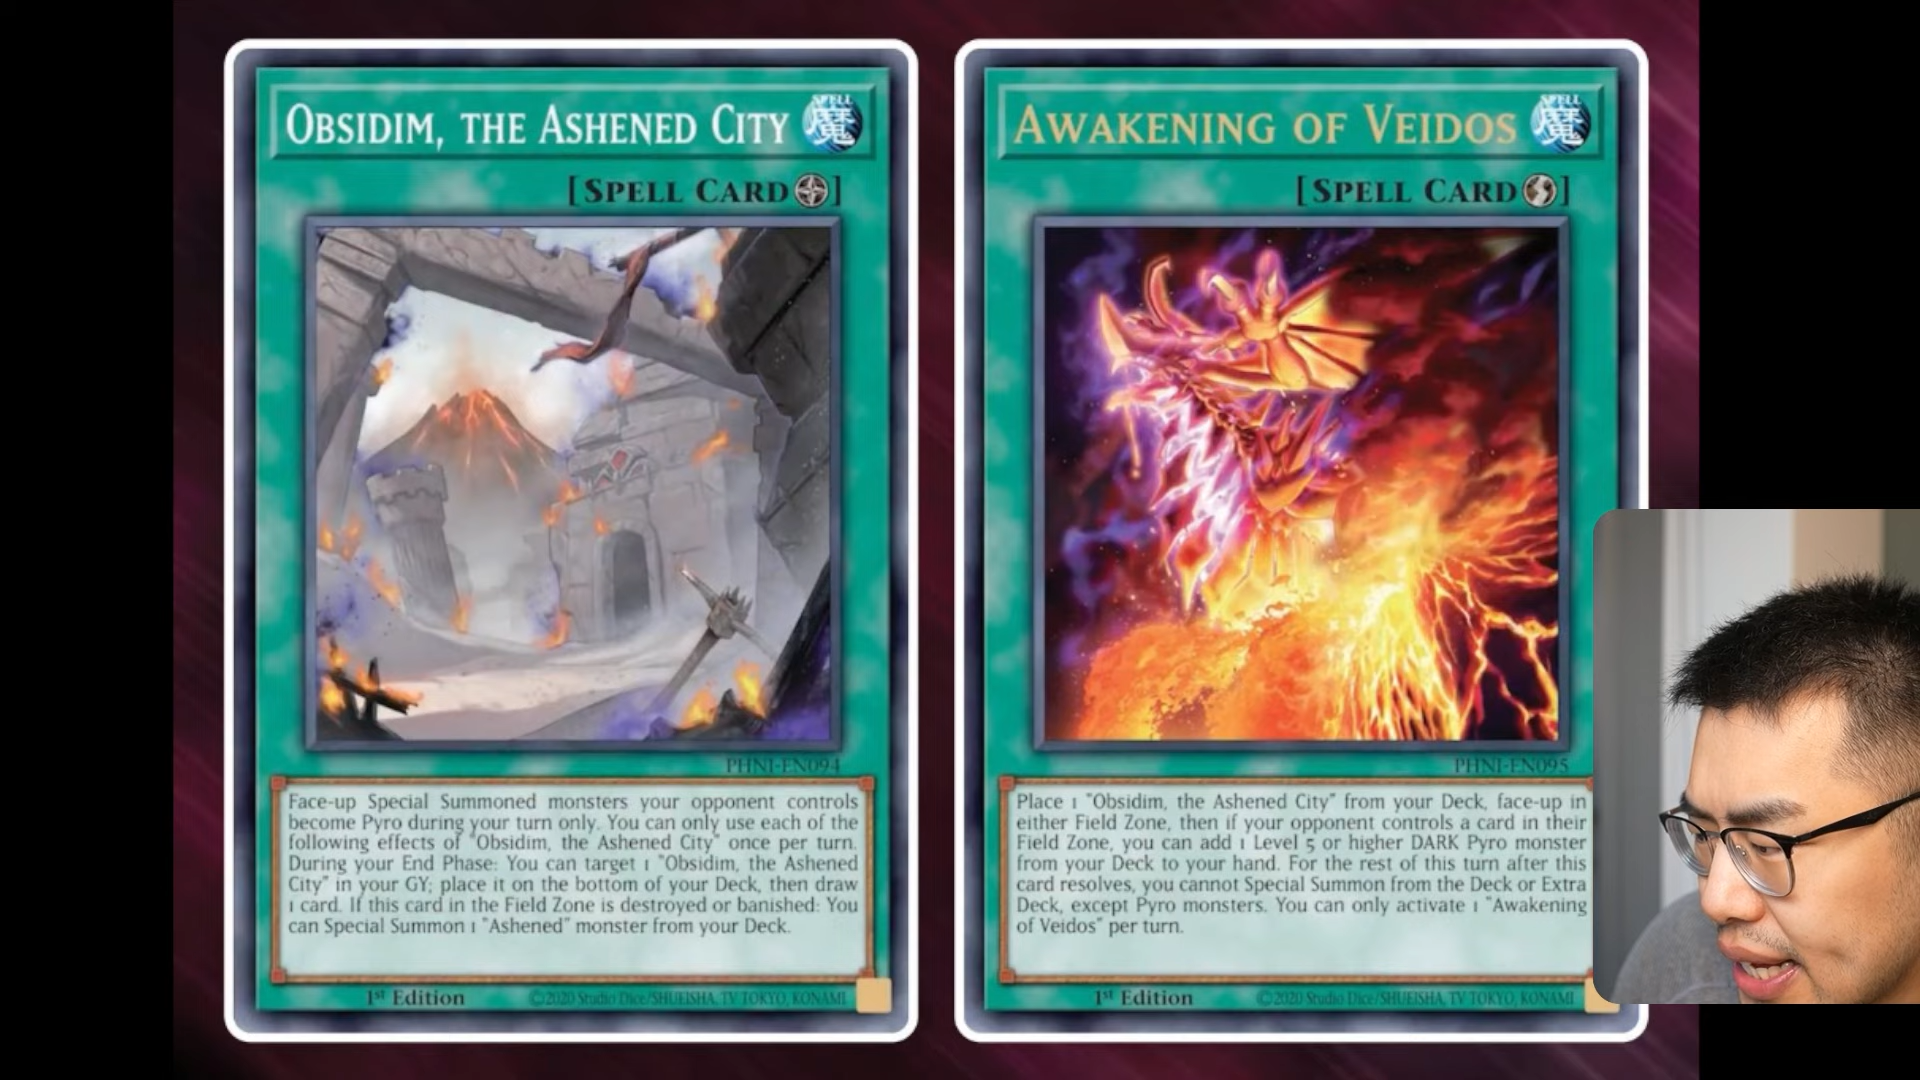 OBSIDIM, THE ASHENED CITY
SPELL
魔
[SPELL CARD]
PHNI-EN094
Face-up Special Summoned monsters your opponent controls
become Pyro during your turn only. You can only use each of the
following effects of "Obsidim, the Ashened City" once per turn.
During your End Phase: You can target 1 "Obsidim, the Ashened
City" in your GY; place it on the bottom of your Deck, then draw
1 card. If this card in the Field Zone is destroyed or banished: You
can Special Summon 1 "Ashened" monster from your Deck.
1st Edition
©2020 Studio Dice/SHUEISHA, TV TOKYO, KONAMI
AWAKENING OF VEIDOS
SPELL
魔
[SPELL CARD]
PHNI-EN095
Place 1 "Obsidim, the Ashened City" from your Deck, face-up in
either Field Zone, then if your opponent controls a card in their
Field Zone, you can add 1 Level 5 or higher DARK Pyro monster
from your Deck to your hand. For the rest of this turn after this
card resolves, you cannot Special Summon from the Deck or Extra
Deck, except Pyro monsters. You can only activate 1 "Awakening
of Veidos" per turn.
1st Edition
©2020 Studio Dice/SHUEISHA, TV TOKYO, KONAMI